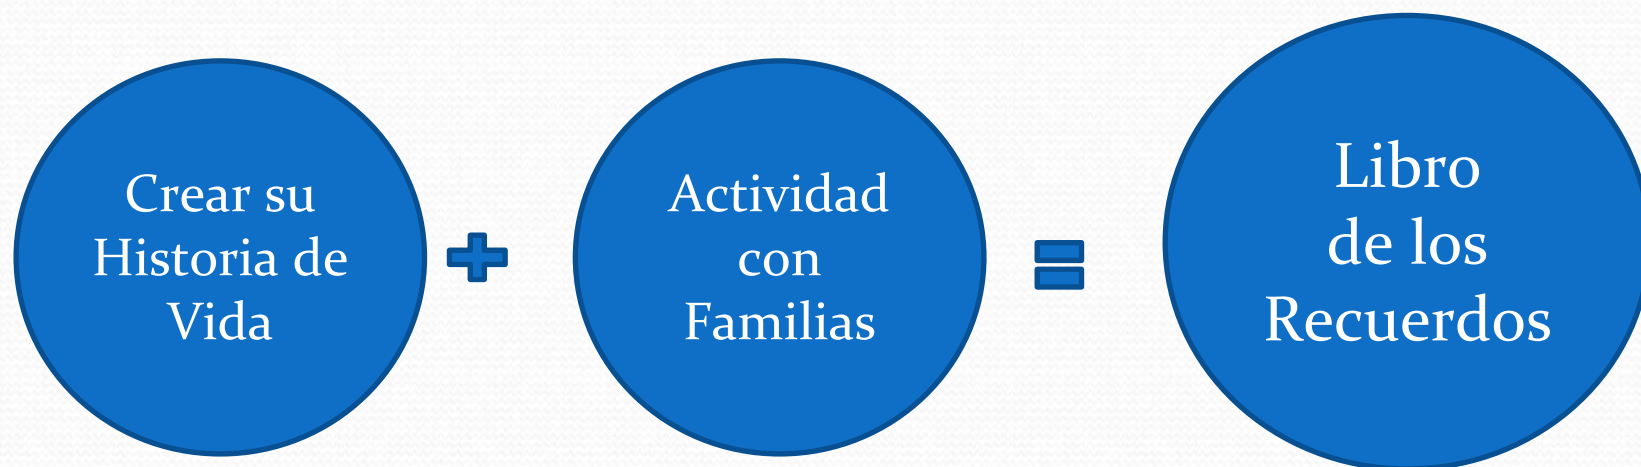 Crear su
Historia de
Vida
Actividad
con
Familias
Libro
de los
Recuerdos